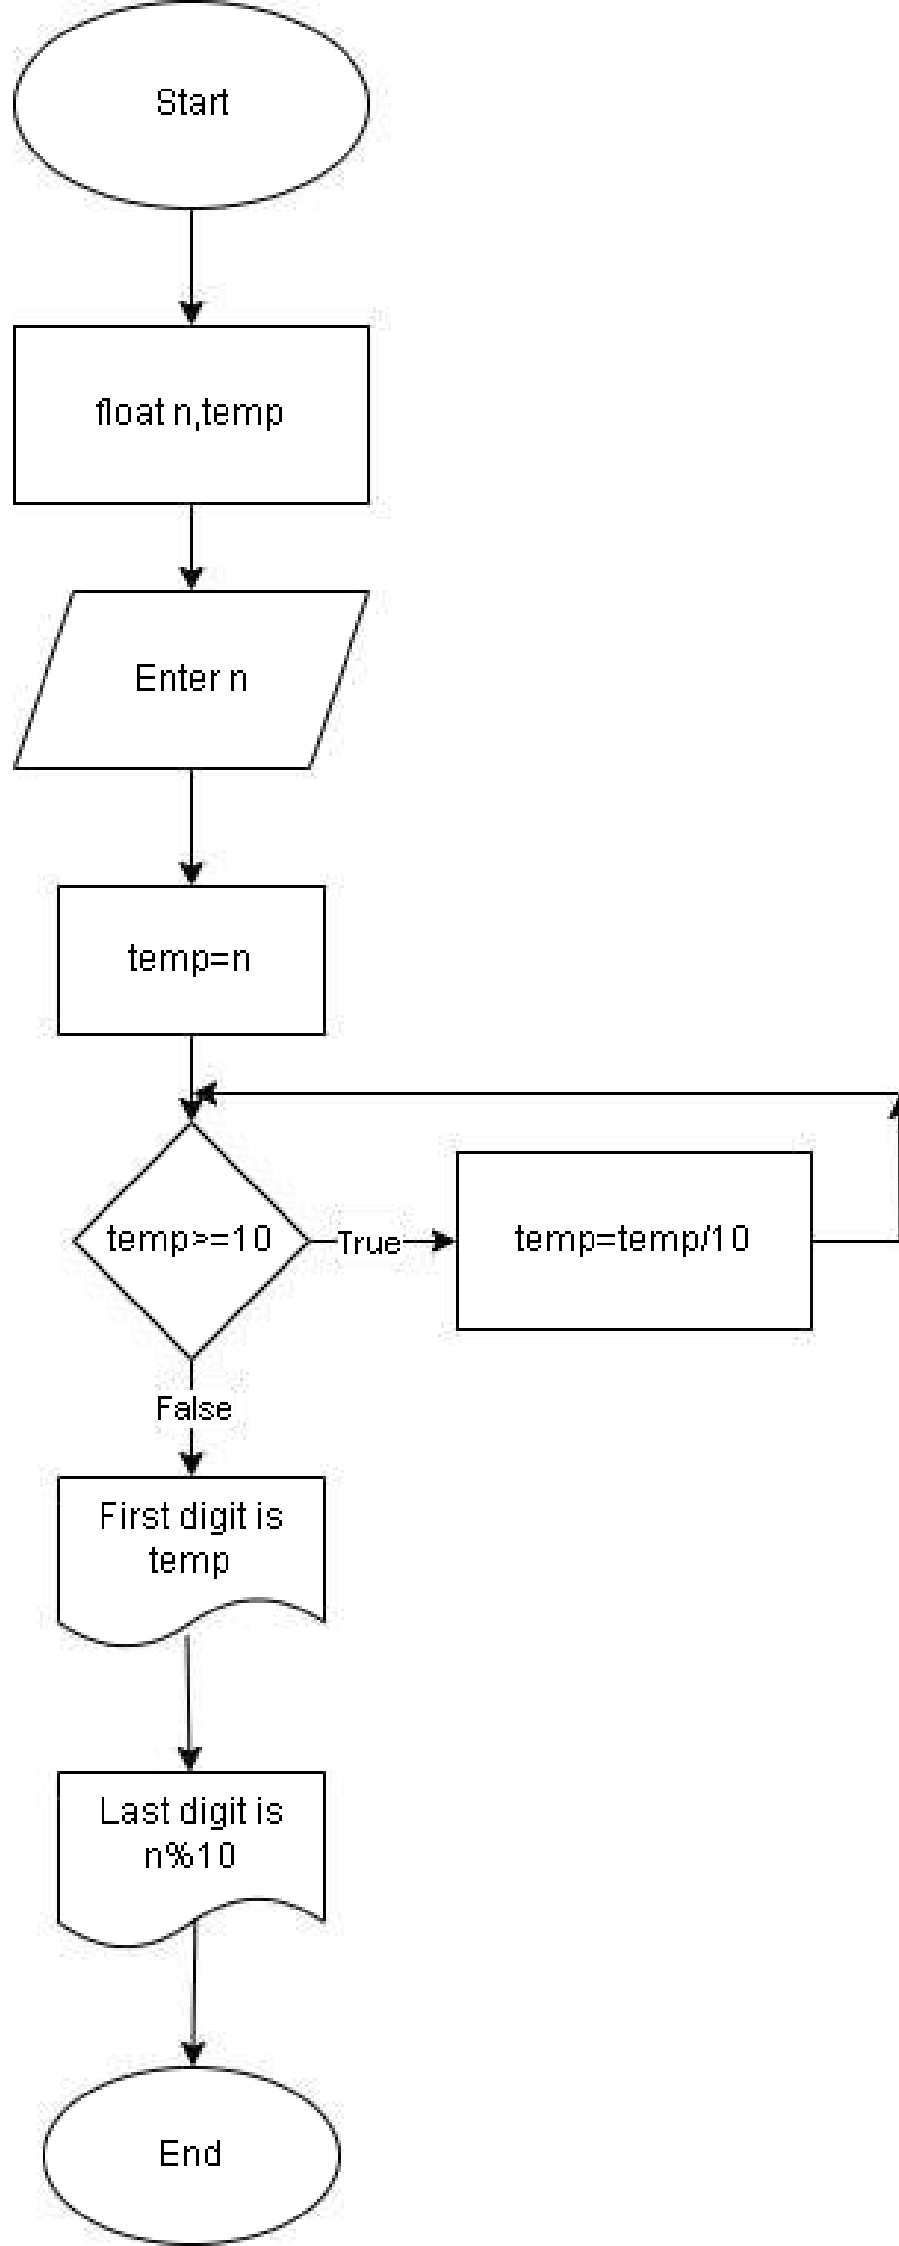 Start
float n,temp
Enter n
temp=n
temp>=10
True
temp=temp/10
False
First digit is
temp
Last digit is
n%10
End